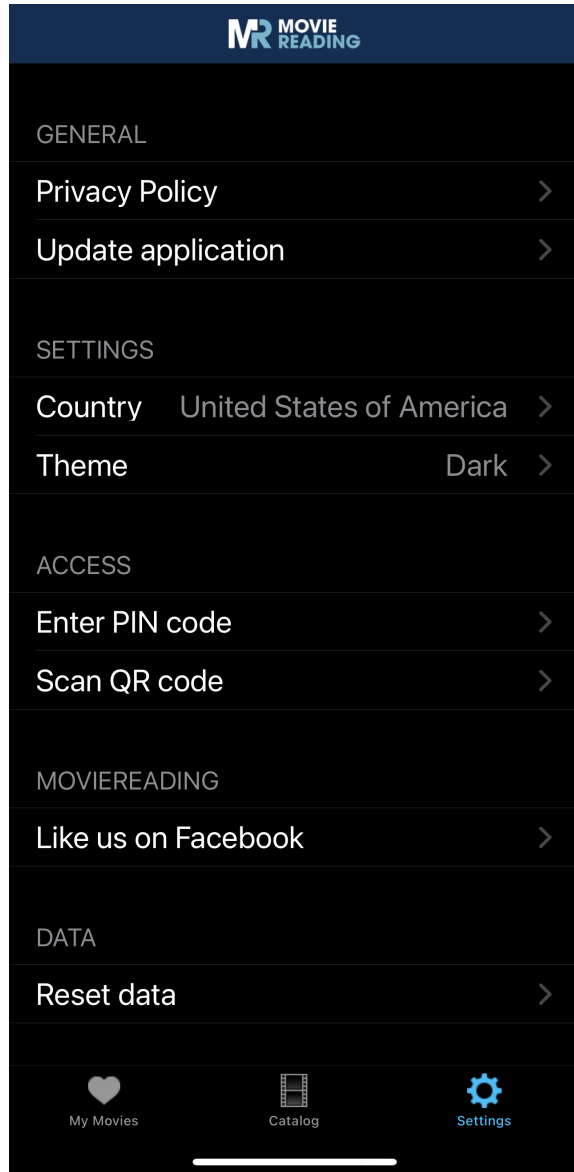 MR MOVIE
READING
GENERAL
Privacy Policy
Update application
SETTINGS
Country United States of America
Theme Dark
ACCESS
Enter PIN code
Scan QR code
MOVIEREADING
Like us on Facebook
DATA
Reset data
My Movies Catalog Settings